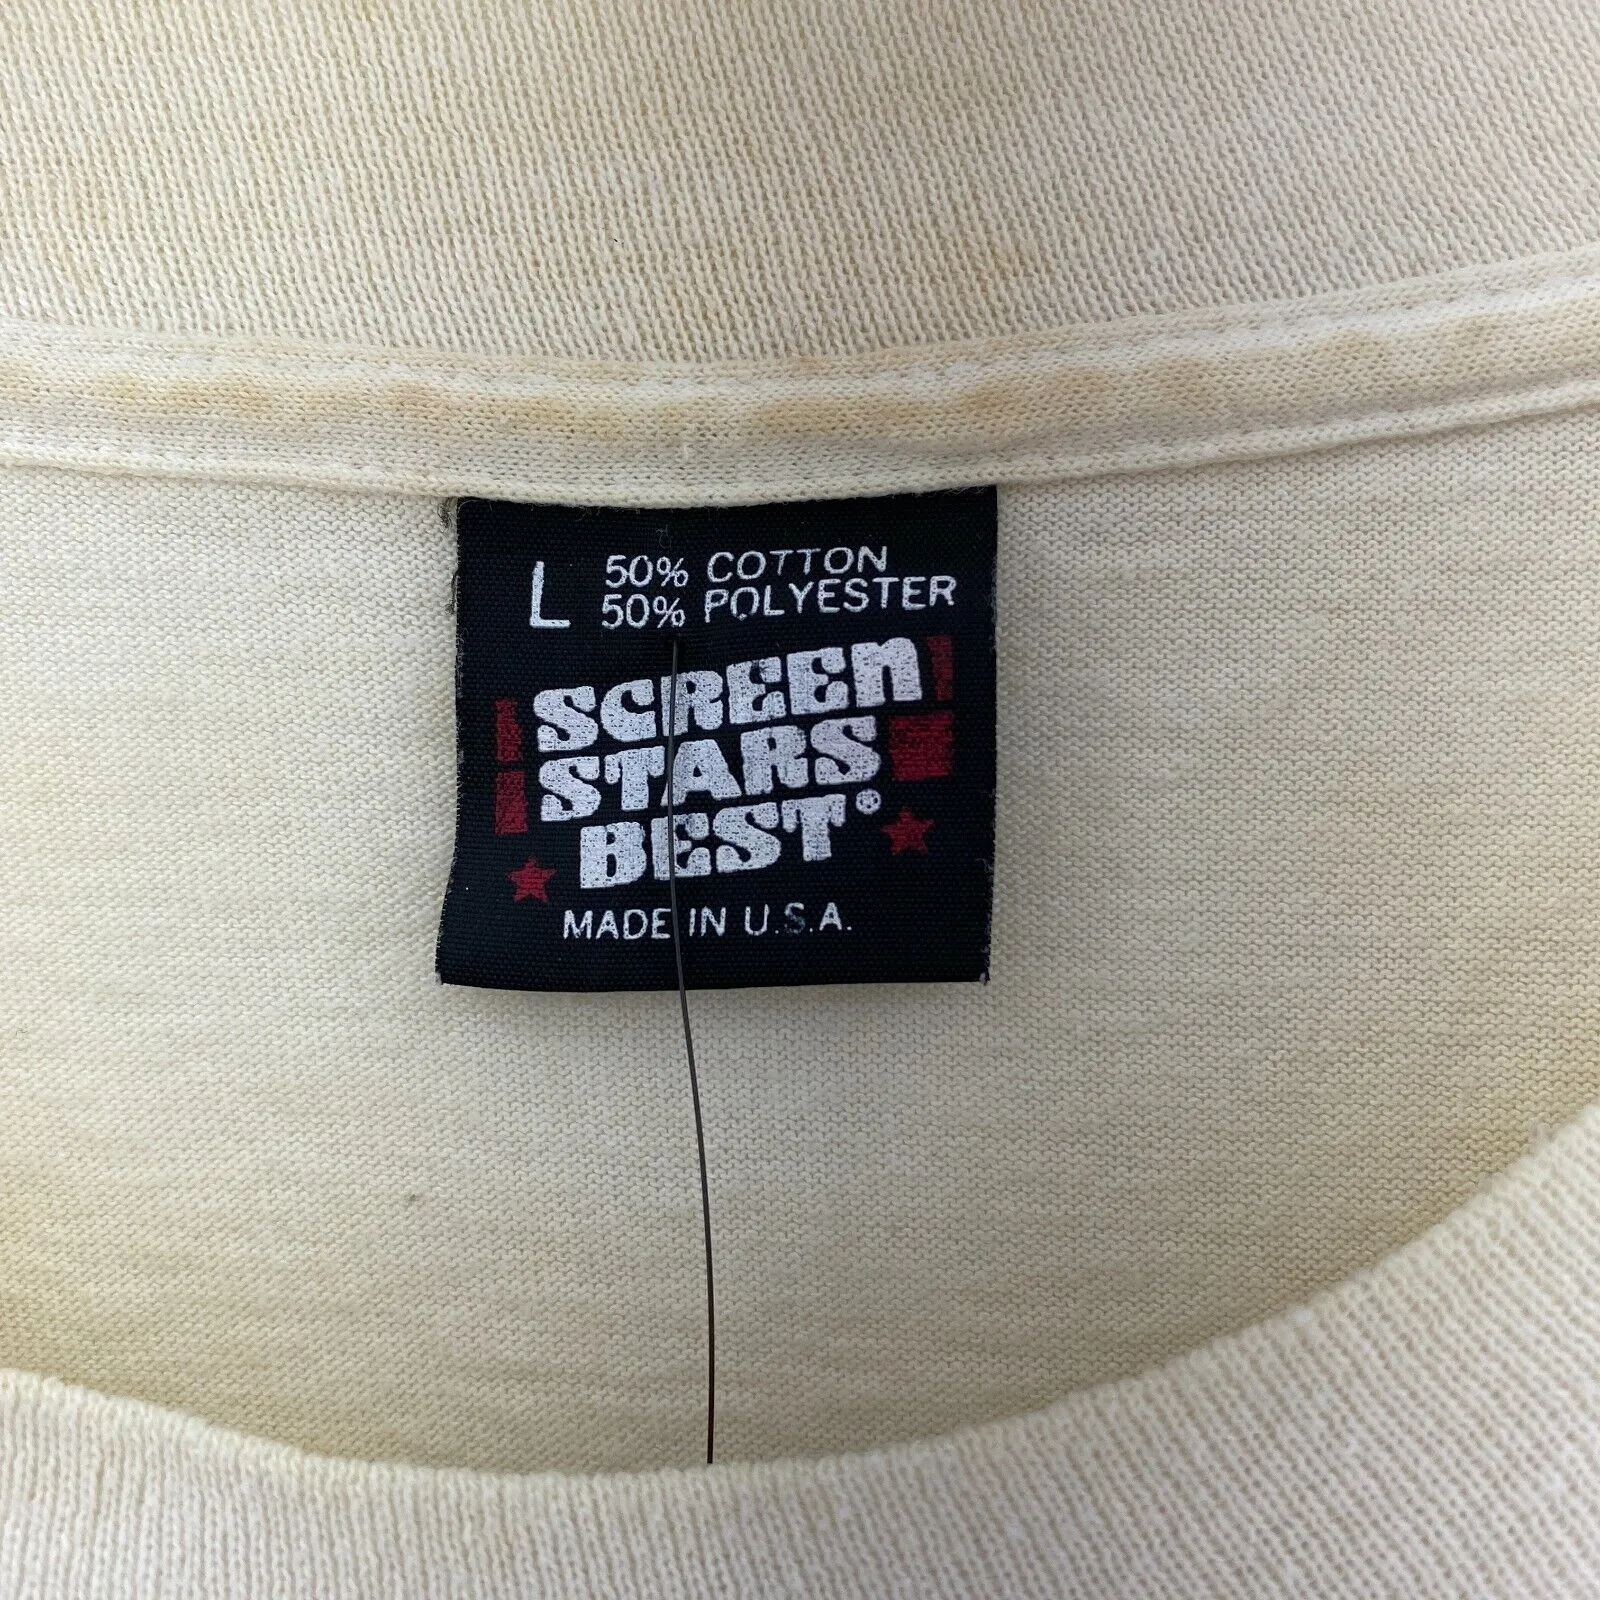 L 50% COTTON
50% POLYESTER
SCREEN
STARS
BEST®
MADE IN U.S.A.